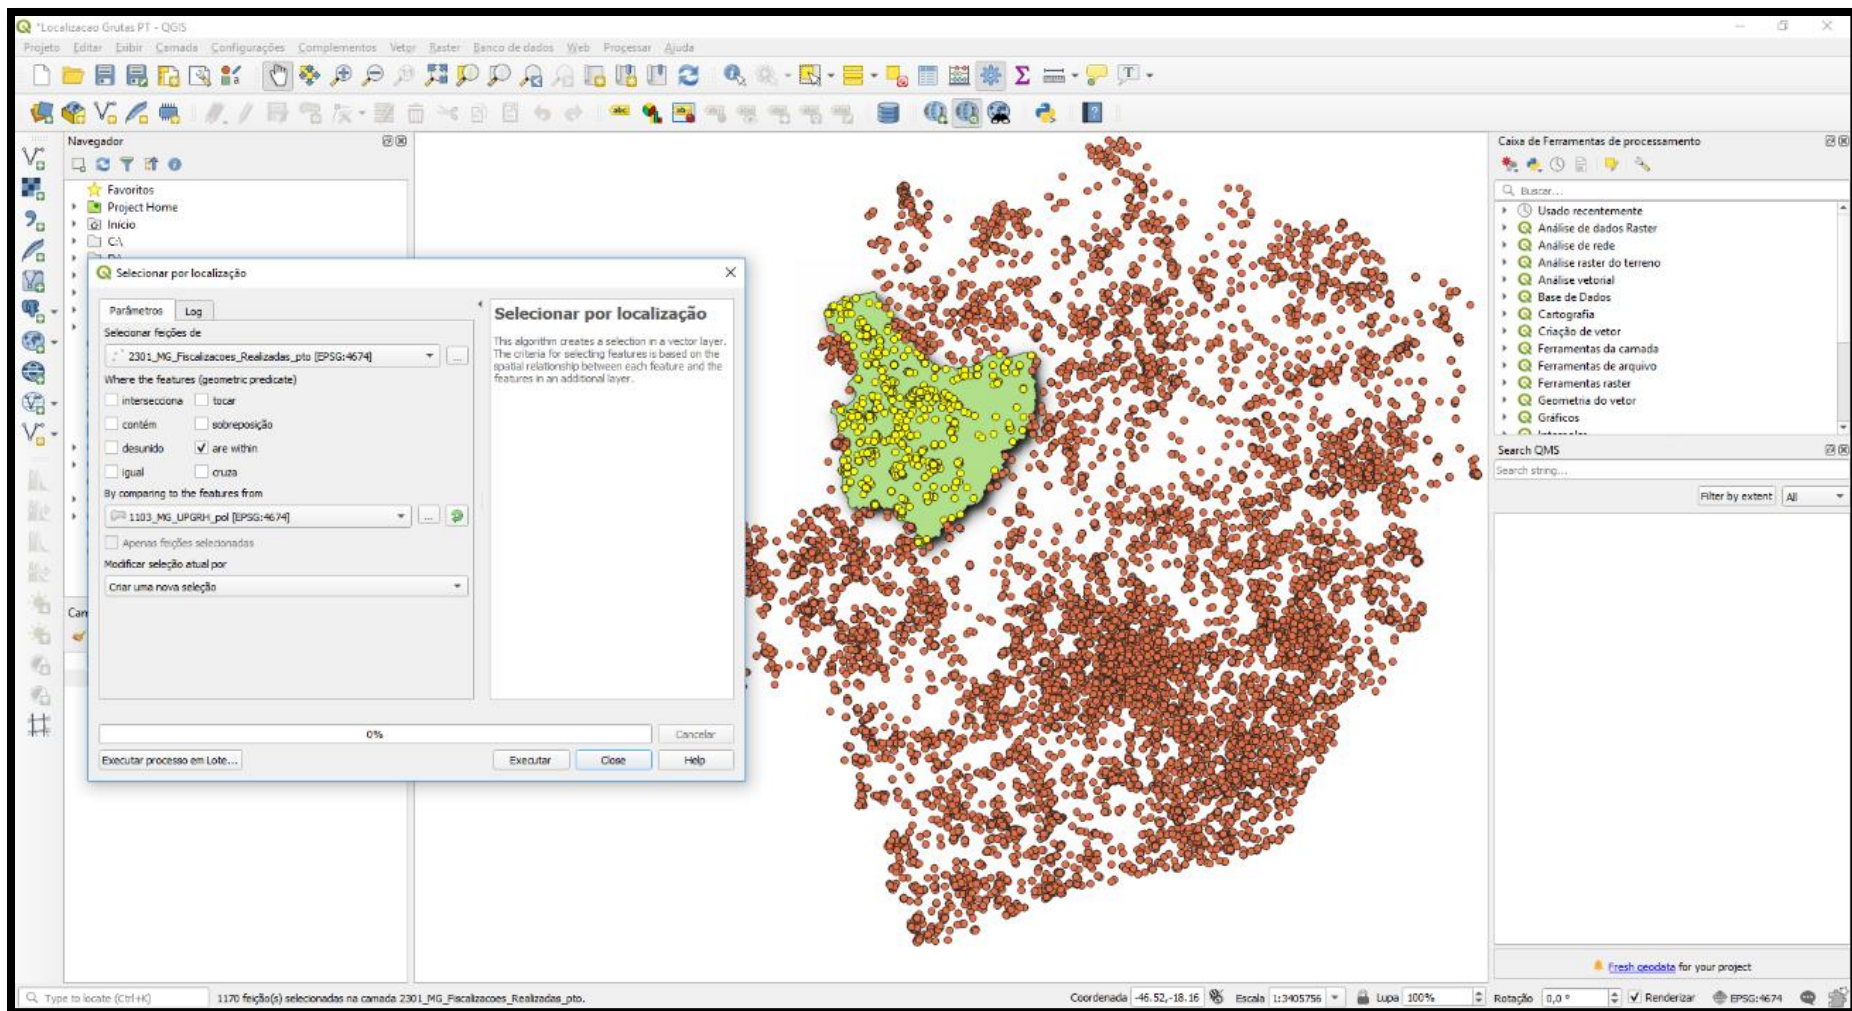 *Localizacao Grutas PT - QGIS
Projeto Editar Exibir Camada Configurações Complementos Vetor Raster Banco de dados Web Processar Ajuda
Navegador
Favoritos
Project Home
Início
C:\
Selecionar por localização
Parâmetros Log
Selecionar feições de
2301_MG_Fiscalizacoes_Realizadas_pto [EPSG:4674]
...
Where the features (geometric predicate)
intersecciona tocar
contém sobreposição
desunido are within
igual cruza
By comparing to the features from
1103_MG_UPGRH_pol [EPSG:4674]
...
Apenas feições selecionadas
Modificar seleção atual por
Criar uma nova seleção
Selecionar por localização
This algorithm creates a selection in a vector layer.
The criteria for selecting features is based on the
spatial relationship between each feature and the
features in an additional layer.
0%
Cancelar
Executar processo em Lote...
Executar Close Help
Cam
Caixa de Ferramentas de processamento
Buscar...
Usado recentemente
Análise de dados Raster
Análise de rede
Análise raster do terreno
Análise vetorial
Base de Dados
Cartografia
Criação de vetor
Ferramentas da camada
Ferramentas de arquivo
Ferramentas raster
Geometria do vetor
Gráficos
Search QMS
Search string...
Filter by extent All
Fresh geodata for your project
Type to locate (Ctrl+K) 1170 feição(s) selecionadas na camada 2301_MG_Fiscalizacoes_Realizadas_pto. Coordenada -46.52,-18.16 Escala 1:3405756 Lupa 100% Rotação 0,0 ° Renderizar EPSG:4674